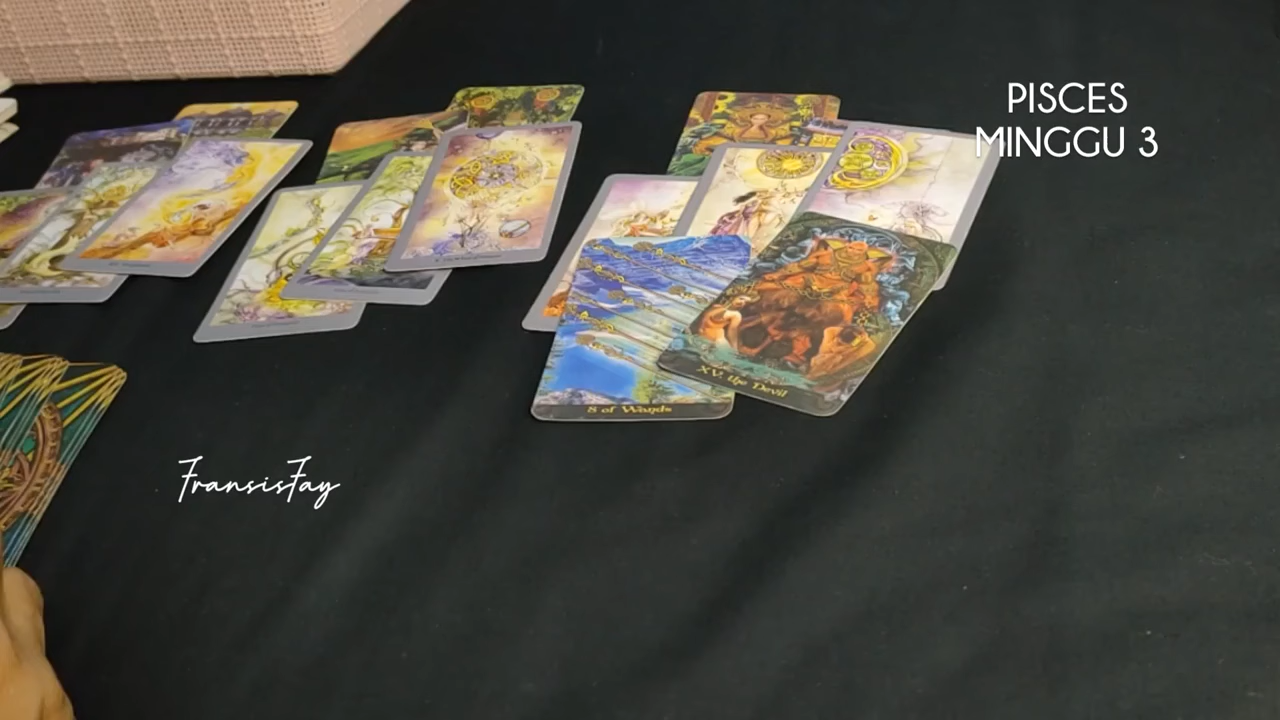 PISCES
MINGGU 3
8 of Wands
XV: the Devil
FransisFay